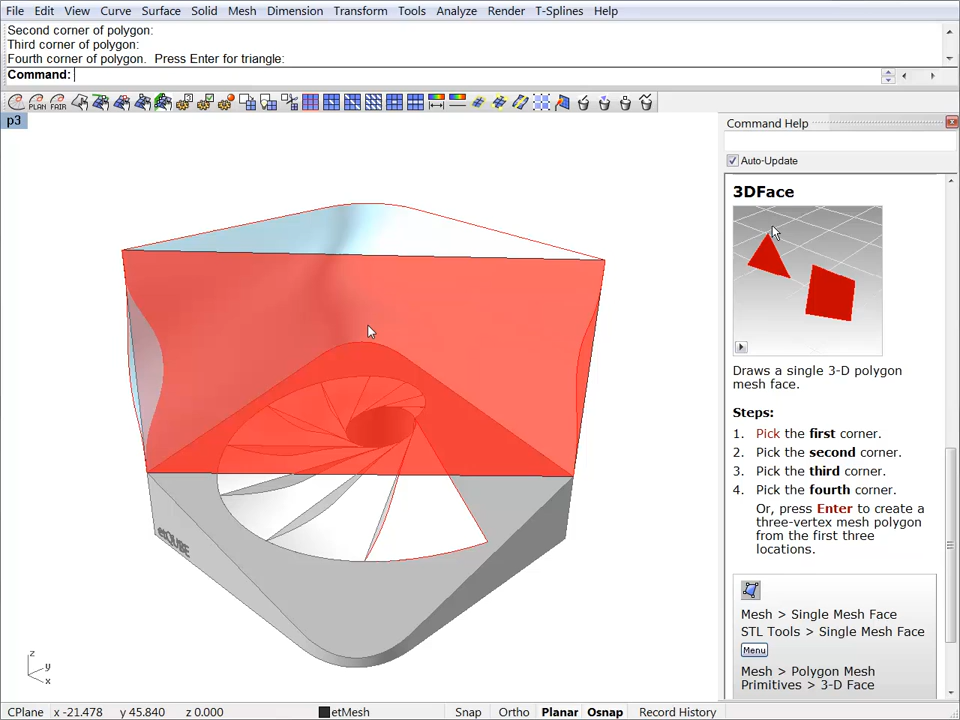 File Edit View Curve Surface Solid Mesh Dimension Transform Tools Analyze Render T-Splines Help
Second corner of polygon:
Third corner of polygon:
Fourth corner of polygon. Press Enter for triangle:
Command:
PLAN FAIR
p3
Command Help
Auto-Update
3DFace
Draws a single 3-D polygon
mesh face.
Steps:
1. Pick the first corner.
2. Pick the second corner.
3. Pick the third corner.
4. Pick the fourth corner.
Or, press Enter to create a
three-vertex mesh polygon
from the first three
locations.
Mesh > Single Mesh Face
STL Tools > Single Mesh Face
Menu
Mesh > Polygon Mesh
Primitives > 3-D Face
etQUBE
z
y
x
CPlane x -21.478 y 45.840 z 0.000 etMesh Snap Ortho Planar Osnap Record History